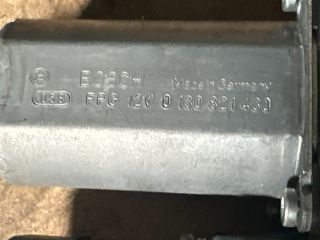 BOSCH Made in Germany
FPG 12V 0 130 821 430